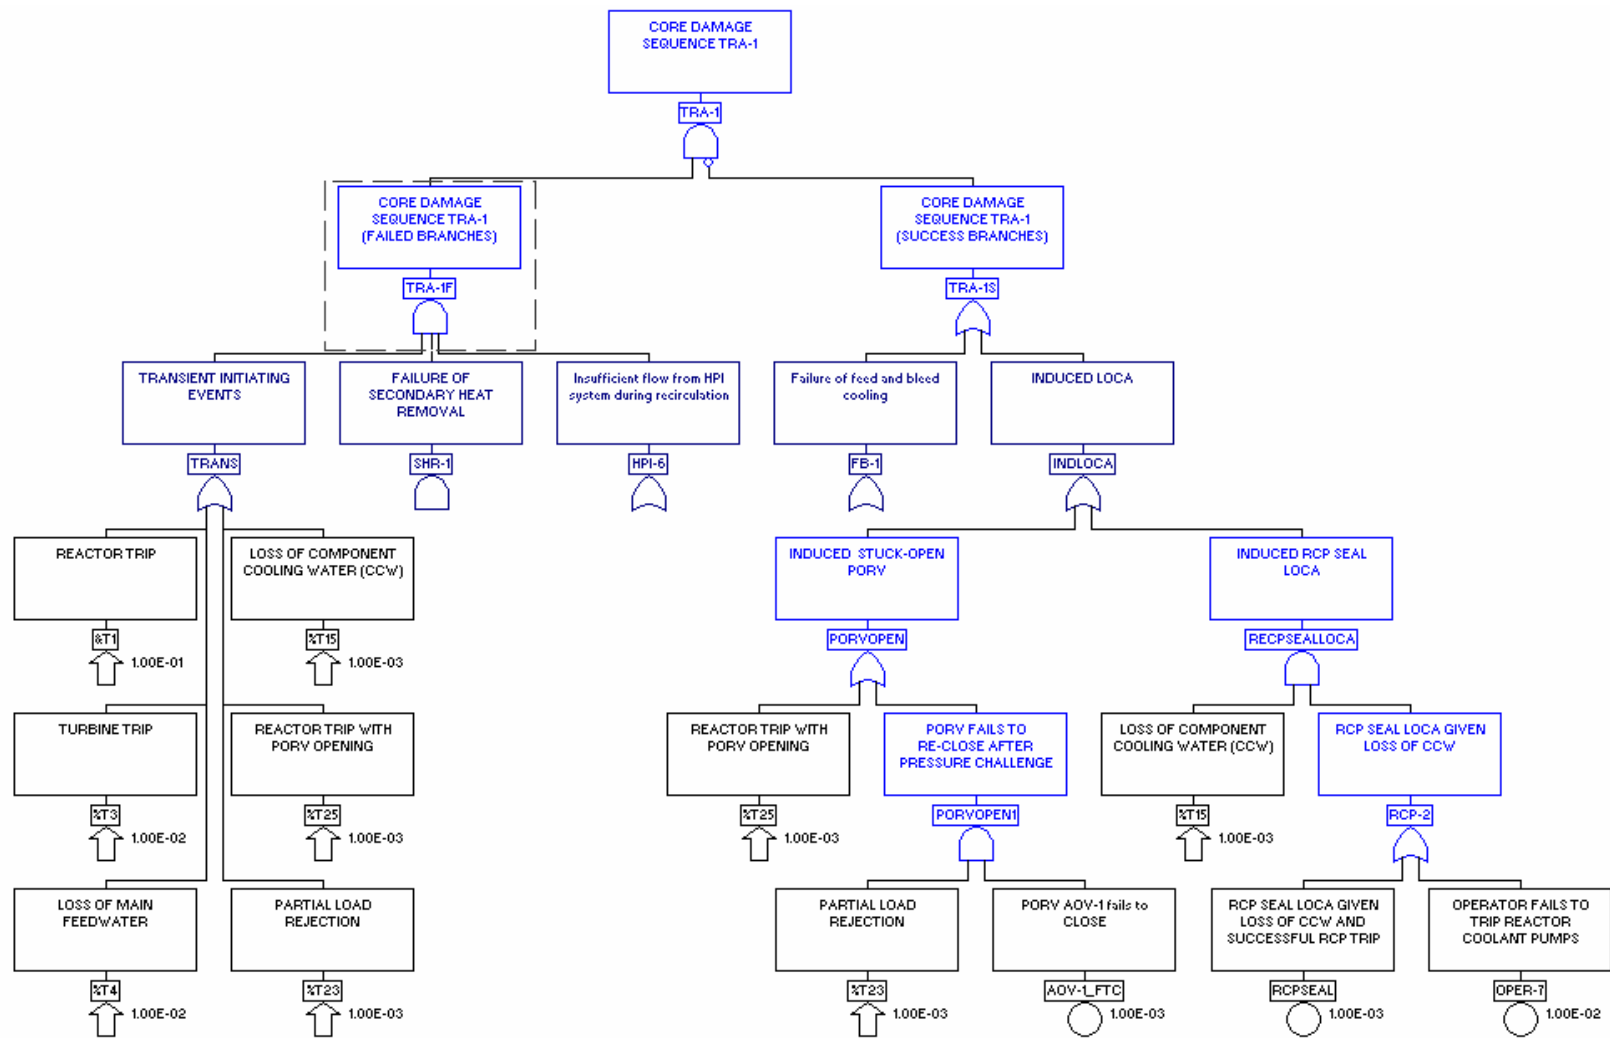 CORE DAMAGE
SEQUENCE TRA-1
TRA-1
CORE DAMAGE
SEQUENCE TRA-1
(FAILED BRANCHES)
TRA-1F
CORE DAMAGE
SEQUENCE TRA-1
(SUCCESS BRANCHES)
TRA-1S
TRANSIENT INITIATING
EVENTS
TRANS
FAILURE OF
SECONDARY HEAT
REMOVAL
SHR-1
Insufficient flow from HPI
system during recirculation
HPI-6
Failure of feed and bleed
cooling
FB-1
INDUCED LOCA
INDLOCA
REACTOR TRIP
&T1
1.00E-01
LOSS OF COMPONENT
COOLING WATER (CCW)
%T15
1.00E-03
INDUCED STUCK-OPEN
PORV
PORVOPEN
INDUCED RCP SEAL
LOCA
RECPSEALLOCA
TURBINE TRIP
%T3
1.00E-02
REACTOR TRIP WITH
PORV OPENING
%T25
1.00E-03
REACTOR TRIP WITH
PORV OPENING
%T25
1.00E-03
PORV FAILS TO
RE-CLOSE AFTER
PRESSURE CHALLENGE
PORVOPEN1
LOSS OF COMPONENT
COOLING WATER (CCW)
%T15
1.00E-03
RCP SEAL LOCA GIVEN
LOSS OF CCW
RCP-2
LOSS OF MAIN
FEEDWATER
%T4
1.00E-02
PARTIAL LOAD
REJECTION
%T23
1.00E-03
PARTIAL LOAD
REJECTION
%T23
1.00E-03
PORV AOV-1 fails to
CLOSE
AOV-1_FTC
1.00E-03
RCP SEAL LOCA GIVEN
LOSS OF CCW AND
SUCCESSFUL RCP TRIP
RCPSEAL
1.00E-03
OPERATOR FAILS TO
TRIP REACTOR
COOLANT PUMPS
OPER-7
1.00E-02